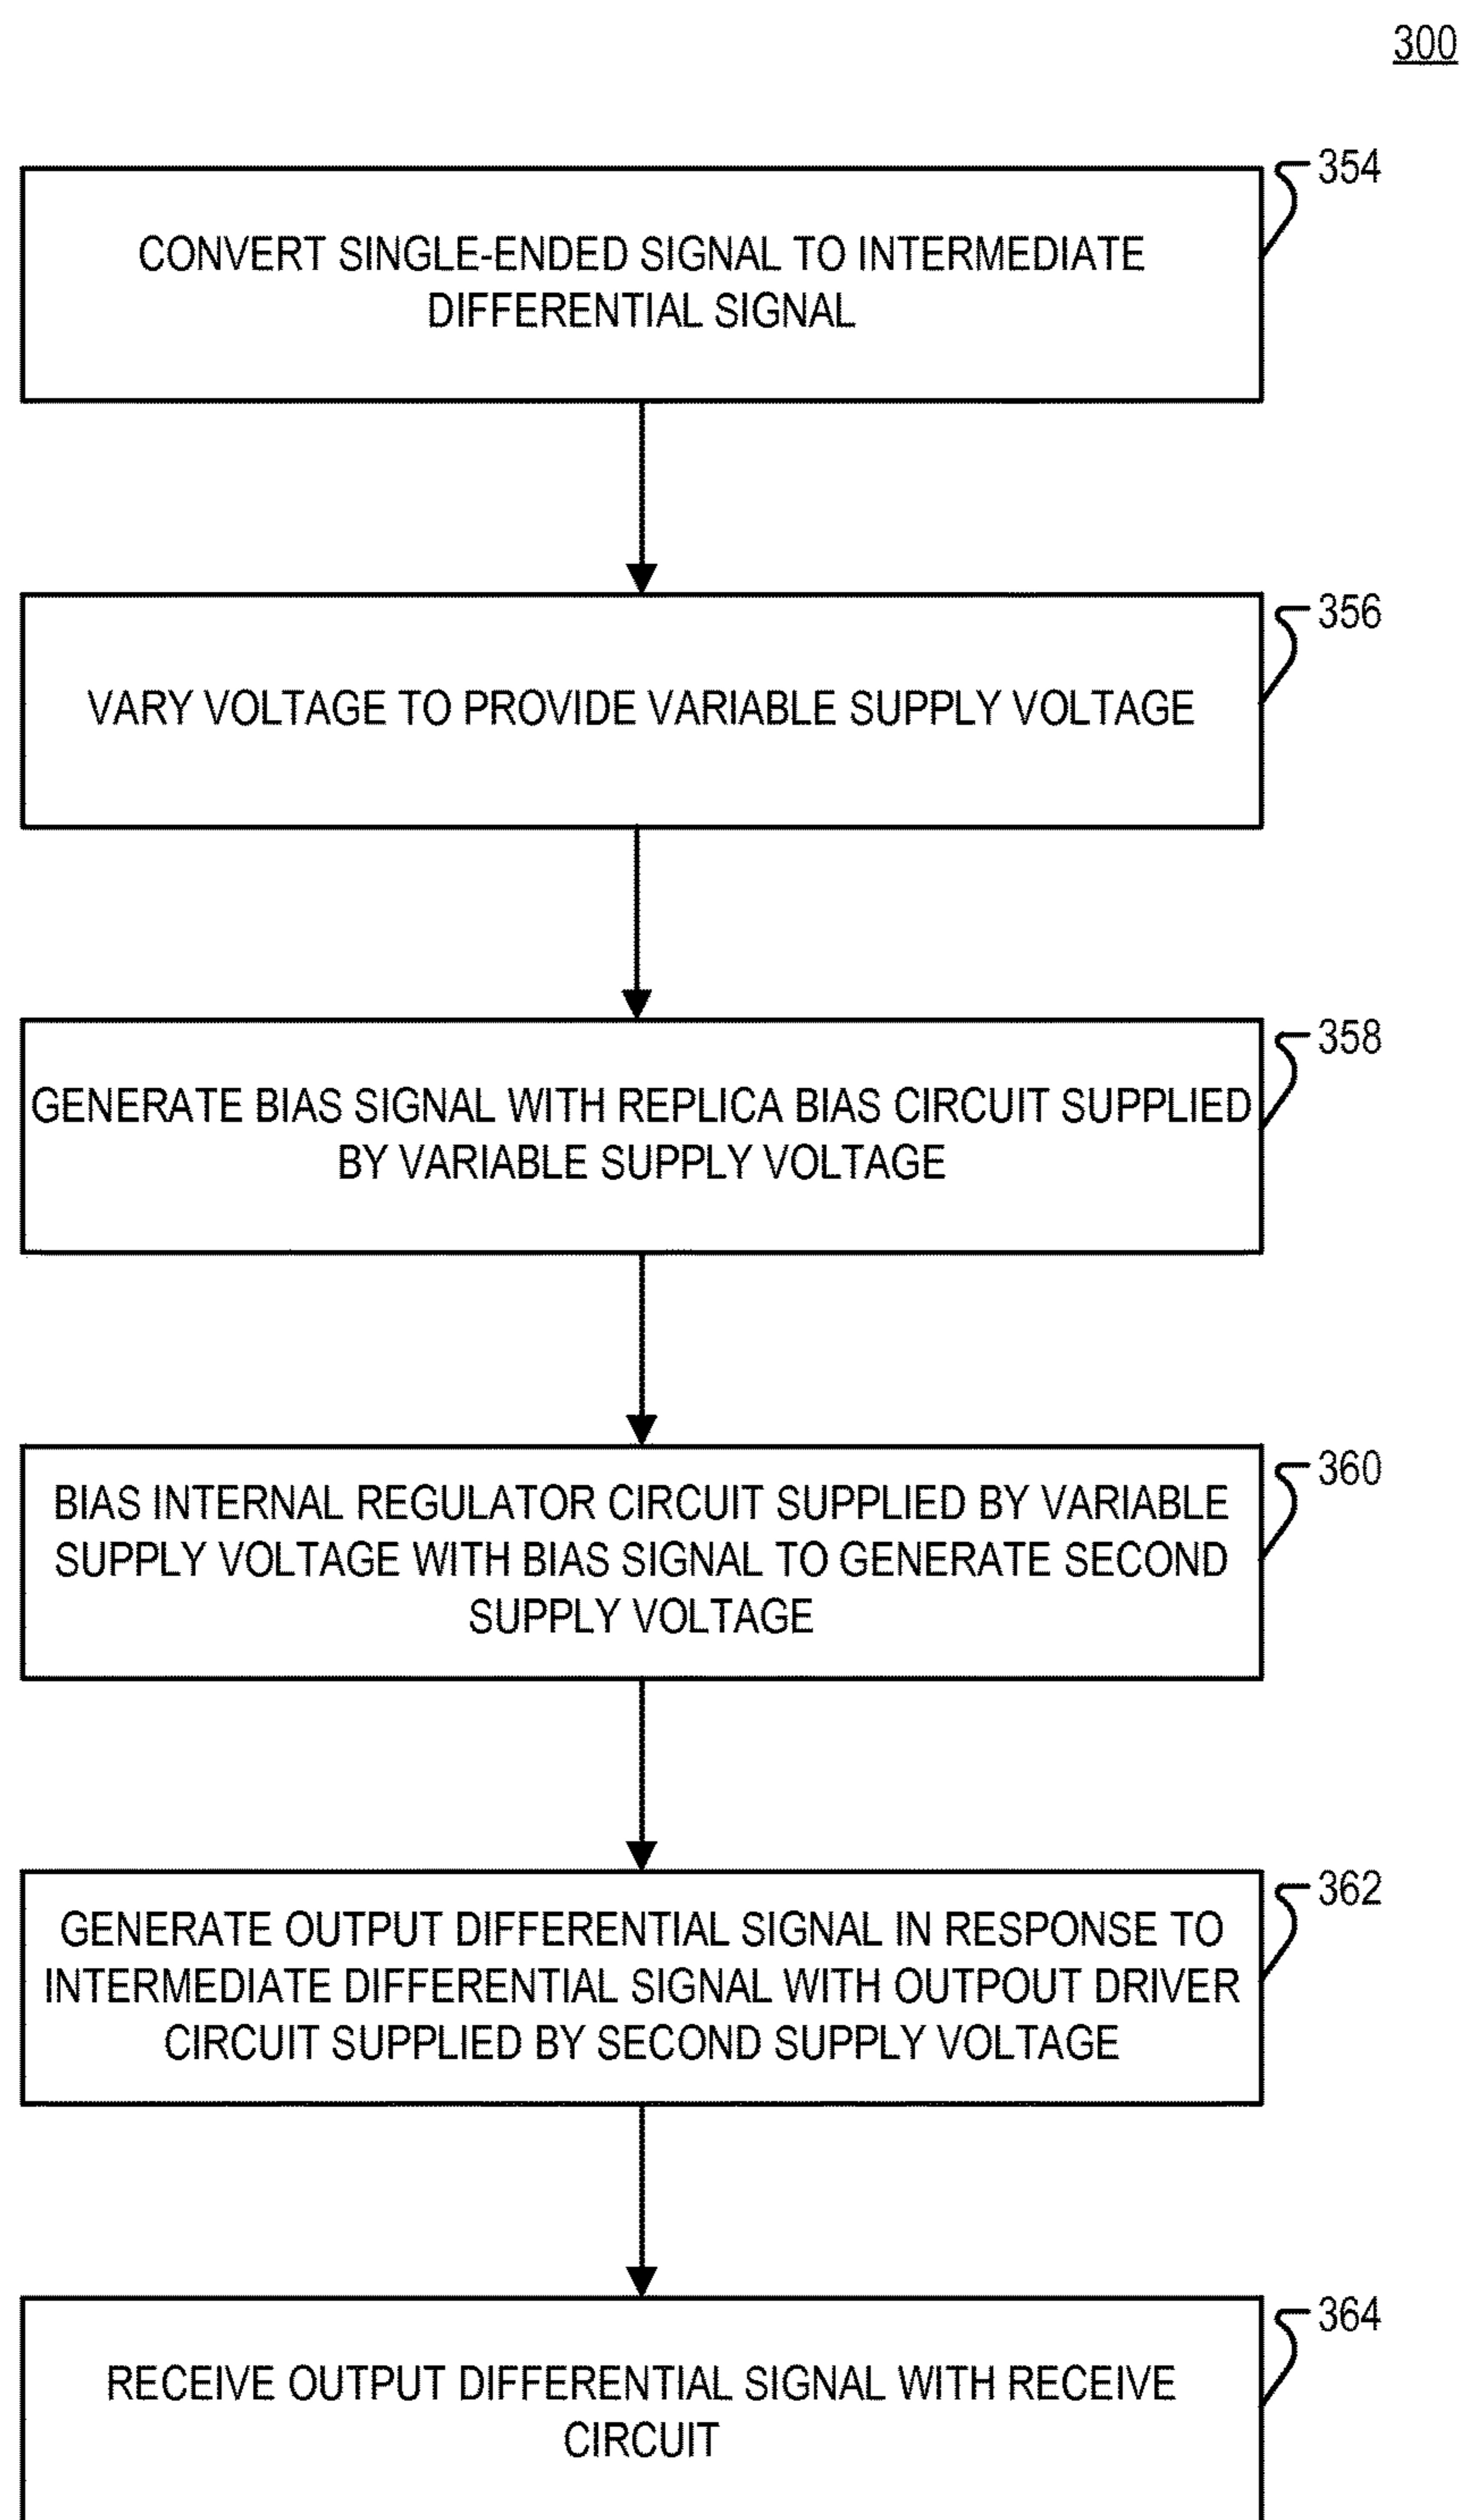 300
354
CONVERT SINGLE-ENDED SIGNAL TO INTERMEDIATE
DIFFERENTIAL SIGNAL
356
VARY VOLTAGE TO PROVIDE VARIABLE SUPPLY VOLTAGE
358
GENERATE BIAS SIGNAL WITH REPLICA BIAS CIRCUIT SUPPLIED
BY VARIABLE SUPPLY VOLTAGE
360
BIAS INTERNAL REGULATOR CIRCUIT SUPPLIED BY VARIABLE
SUPPLY VOLTAGE WITH BIAS SIGNAL TO GENERATE SECOND
SUPPLY VOLTAGE
362
GENERATE OUTPUT DIFFERENTIAL SIGNAL IN RESPONSE TO
INTERMEDIATE DIFFERENTIAL SIGNAL WITH OUTPOUT DRIVER
CIRCUIT SUPPLIED BY SECOND SUPPLY VOLTAGE
364
RECEIVE OUTPUT DIFFERENTIAL SIGNAL WITH RECEIVE
CIRCUIT